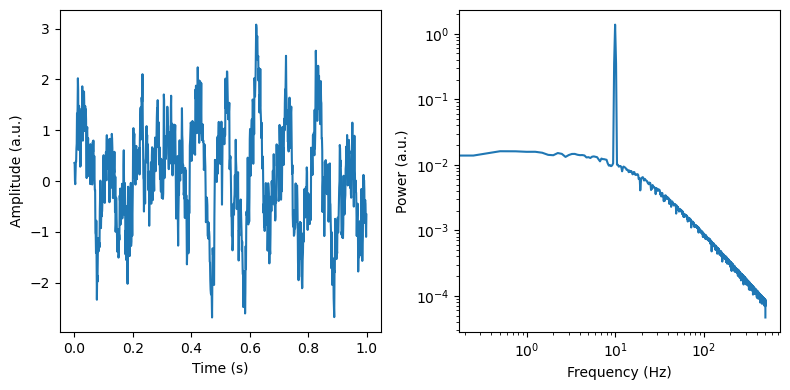 3
2
1
0
−1
−2
Amplitude (a.u.)
0.0 0.2 0.4 0.6 0.8 1.0
Time (s)
10⁰
10⁻¹
10⁻²
10⁻³
10⁻⁴
Power (a.u.)
10⁰ 10¹ 10²
Frequency (Hz)